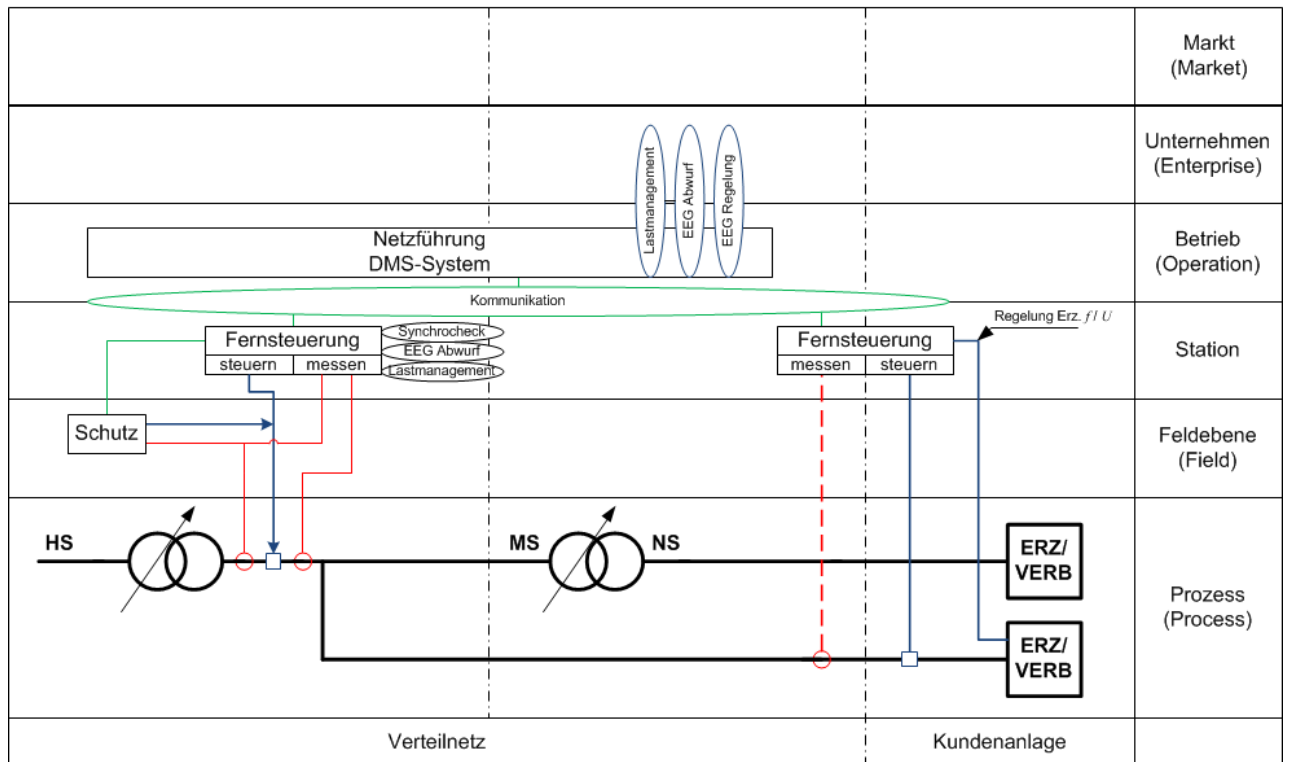 Markt
(Market)
Unternehmen
(Enterprise)
Lastmanagement
EEG Abwurf
EEG Regelung
Netzführung
DMS-System
Betrieb
(Operation)
Kommunikation
Fernsteuerung
steuern
messen
Synchrocheck
EEG Abwurf
Lastmanagement
Fernsteuerung
messen
steuern
Regelung Erz. f / U
Station
Schutz
Feldebene
(Field)
HS
MS
NS
ERZ/
VERB
ERZ/
VERB
Prozess
(Process)
Verteilnetz
Kundenanlage